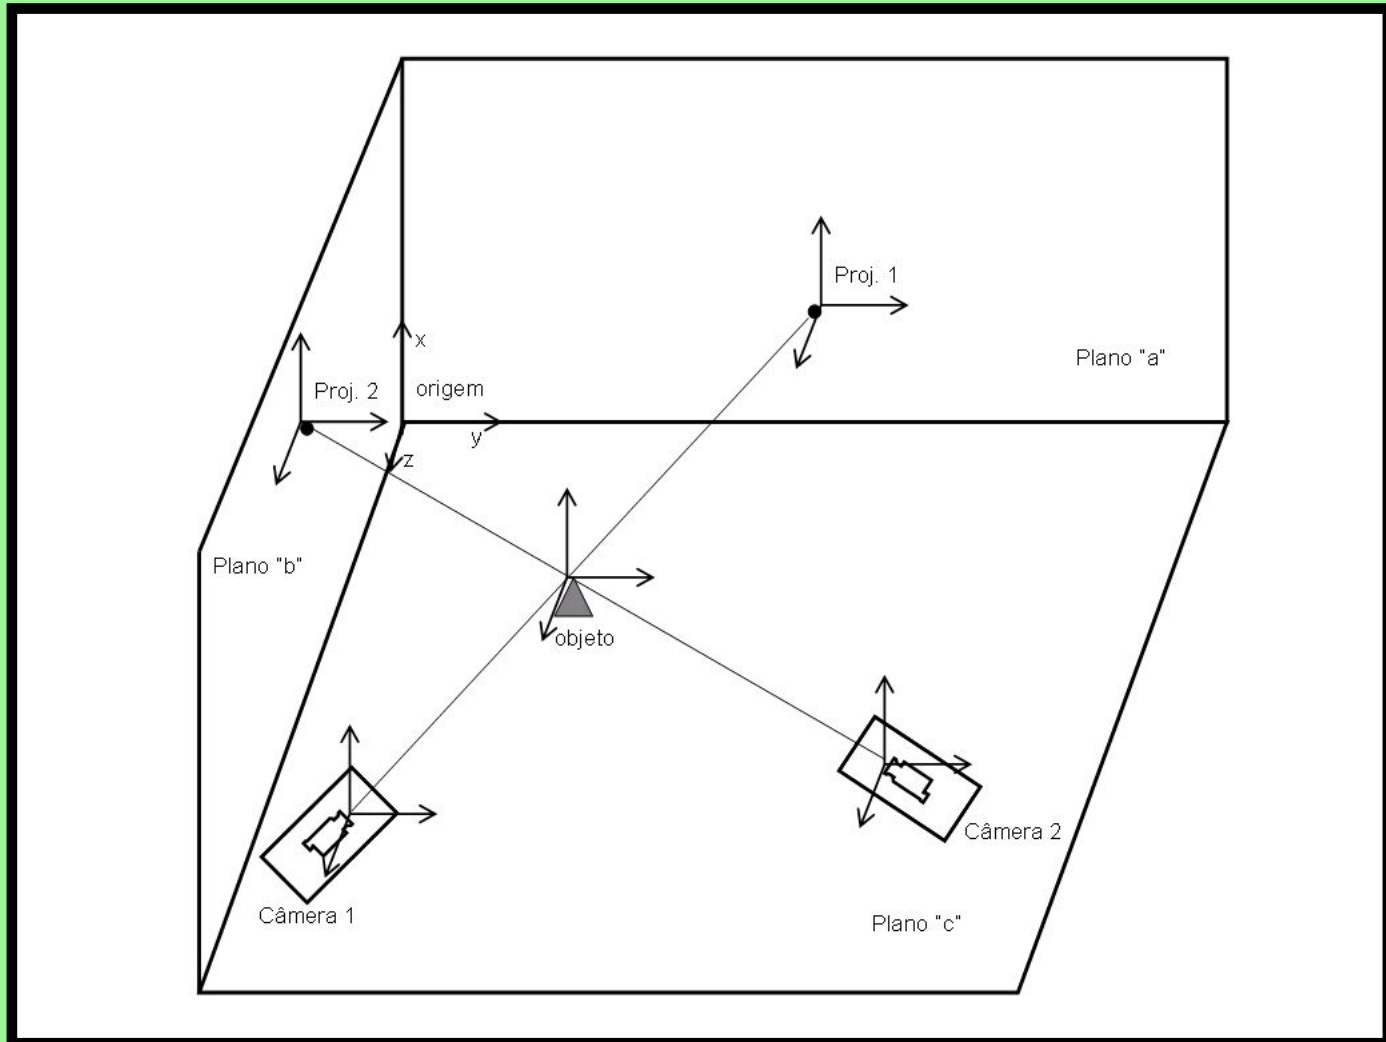 Proj. 1
x
Plano "a"
Proj. 2
origem
y
z
Plano "b"
objeto
Câmera 2
Câmera 1
Plano "c"